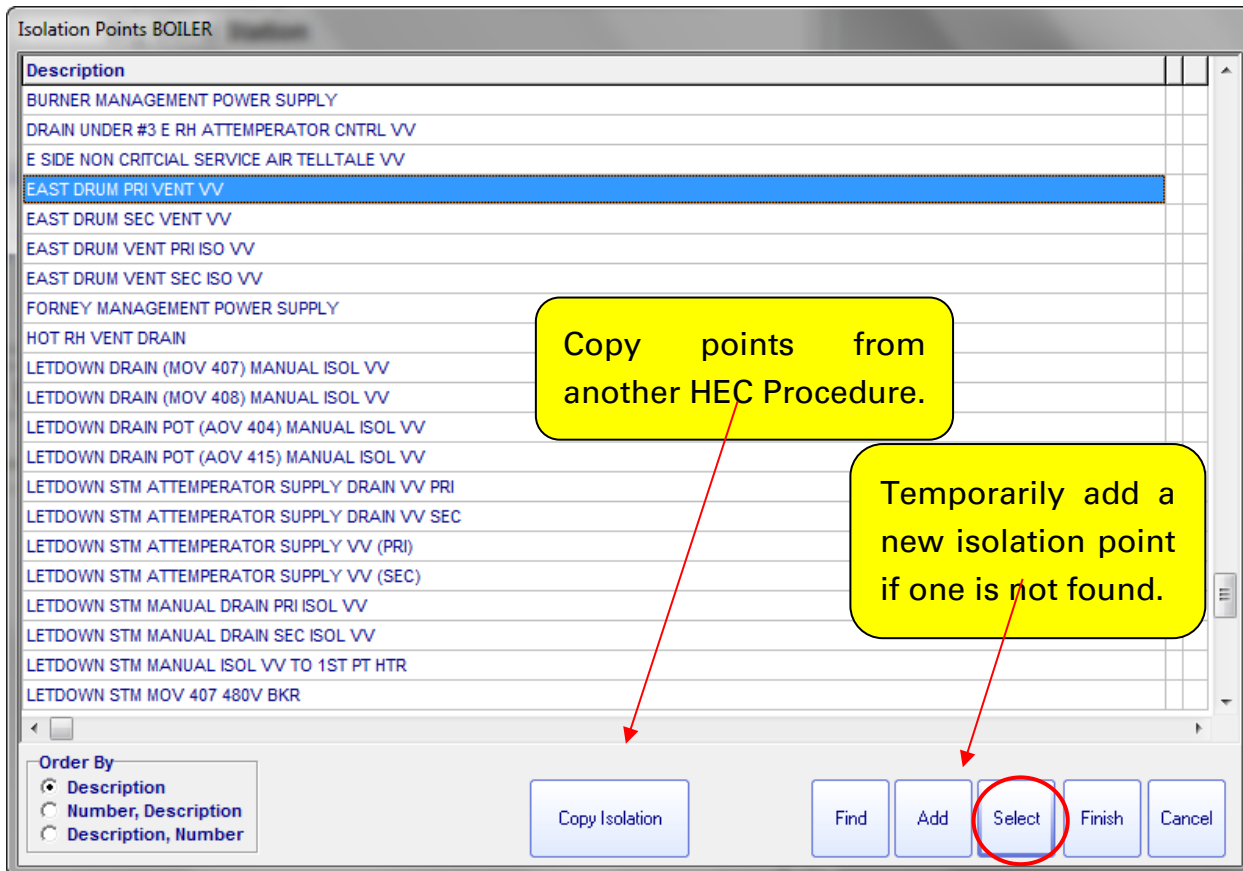 Isolation Points BOILER Station
Description
BURNER MANAGEMENT POWER SUPPLY
DRAIN UNDER #3 E RH ATTEMPERATOR CNTRL VV
E SIDE NON CRITCIAL SERVICE AIR TELLTALE VV
EAST DRUM PRI VENT VV
EAST DRUM SEC VENT VV
EAST DRUM VENT PRI ISO VV
EAST DRUM VENT SEC ISO VV
FORNEY MANAGEMENT POWER SUPPLY
HOT RH VENT DRAIN
LETDOWN DRAIN (MOV 407) MANUAL ISOL VV
LETDOWN DRAIN (MOV 408) MANUAL ISOL VV
LETDOWN DRAIN POT (AOV 404) MANUAL ISOL VV
LETDOWN DRAIN POT (AOV 415) MANUAL ISOL VV
LETDOWN STM ATTEMPERATOR SUPPLY DRAIN VV PRI
LETDOWN STM ATTEMPERATOR SUPPLY DRAIN VV SEC
LETDOWN STM ATTEMPERATOR SUPPLY VV (PRI)
LETDOWN STM ATTEMPERATOR SUPPLY VV (SEC)
LETDOWN STM MANUAL DRAIN PRI ISOL VV
LETDOWN STM MANUAL DRAIN SEC ISOL VV
LETDOWN STM MANUAL ISOL VV TO 1ST PT HTR
LETDOWN STM MOV 407 480V BKR
Copy points from
another HEC Procedure.
Temporarily add a
new isolation point
if one is not found.
Order By
Description
Number, Description
Description, Number
Copy Isolation
Find
Add
Select
Finish
Cancel